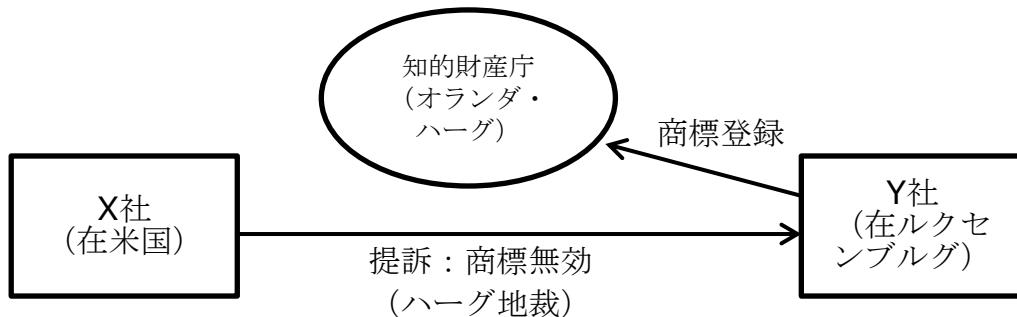 知的財産庁
（オランダ・
ハーグ）
商標登録
X社
（在米国）
Y社
（在ルクセ
ンブルグ）
提訴：商標無効
（ハーグ地裁）